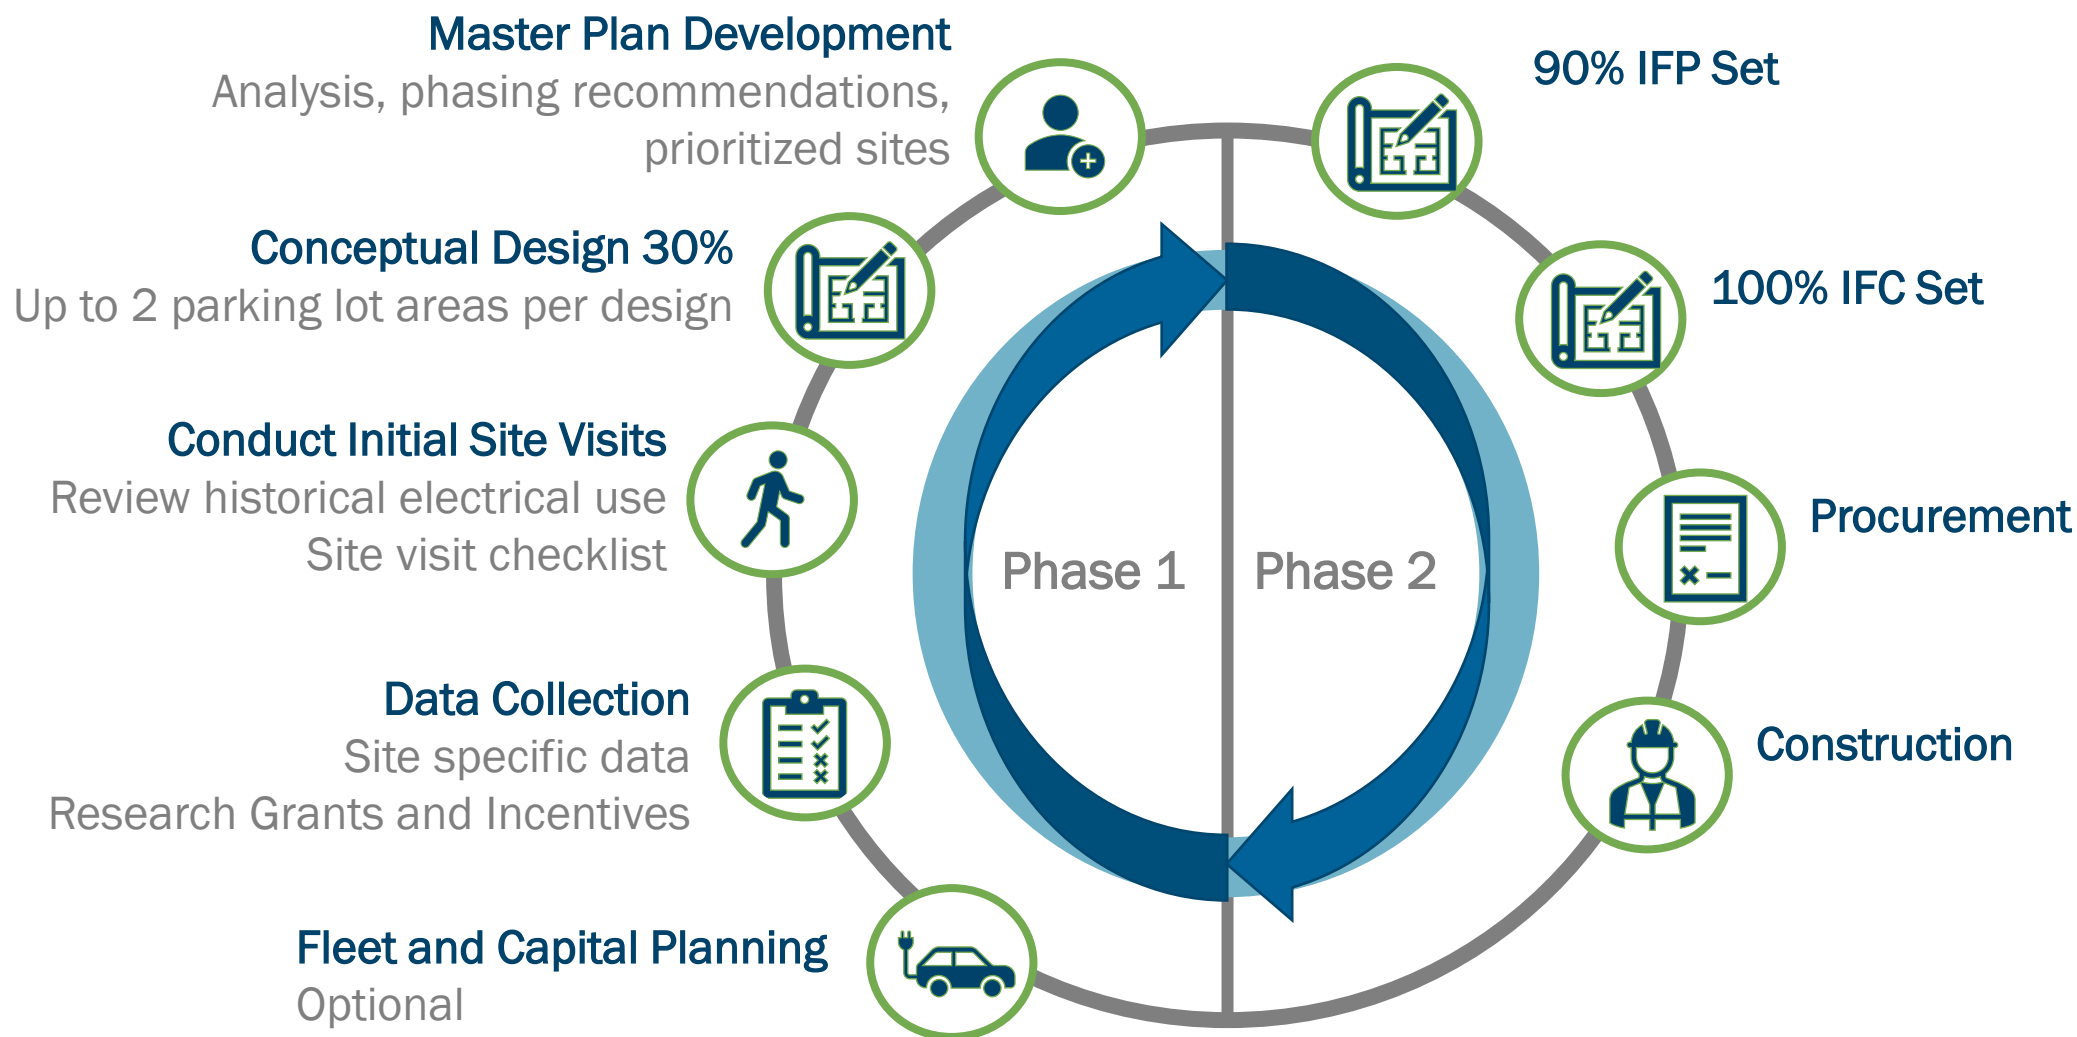 Master Plan Development
Analysis, phasing recommendations,
prioritized sites
90% IFP Set
Conceptual Design 30%
Up to 2 parking lot areas per design
100% IFC Set
Conduct Initial Site Visits
Review historical electrical use
Site visit checklist
Procurement
Phase 1
Phase 2
Data Collection
Site specific data
Research Grants and Incentives
Construction
Fleet and Capital Planning
Optional